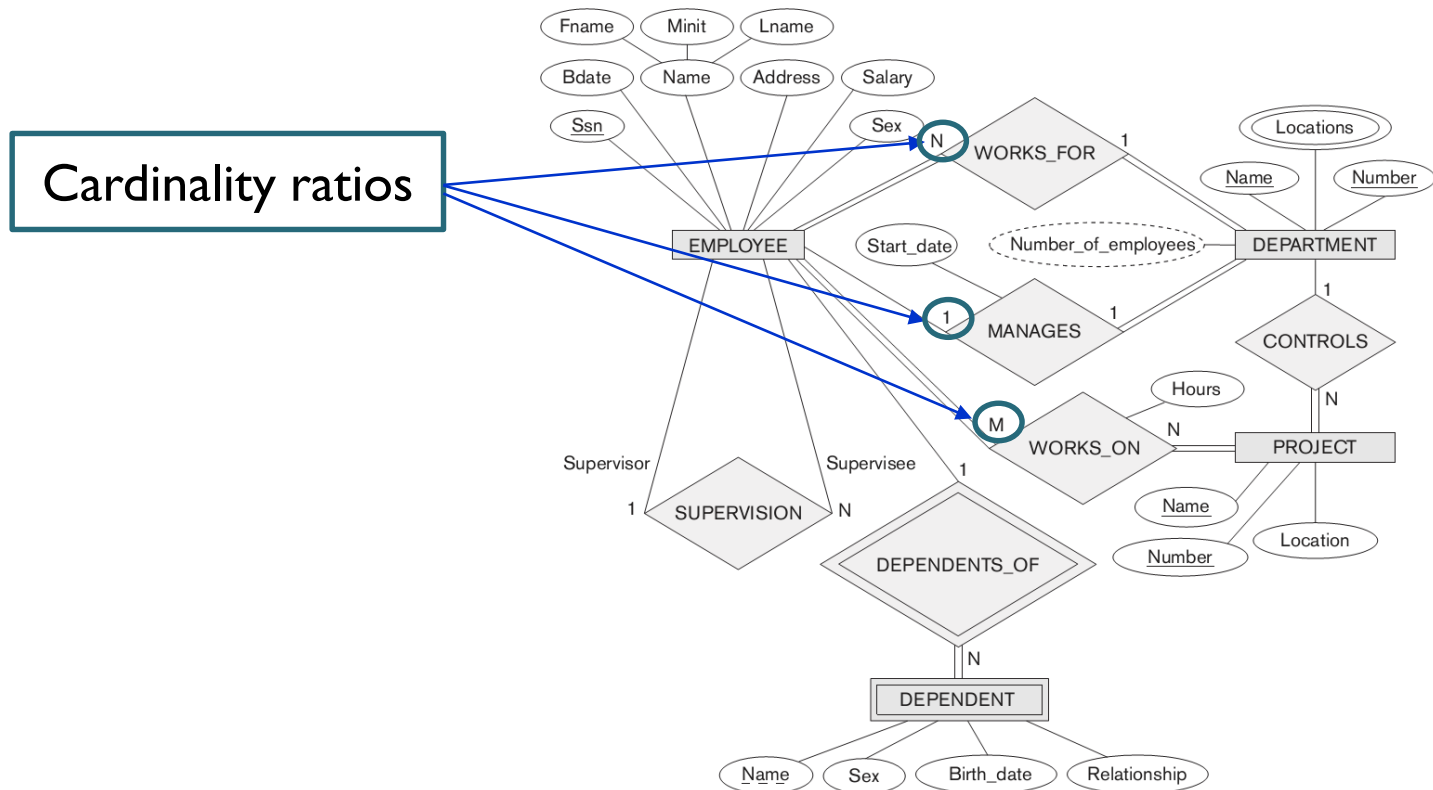 Fname Minit Lname
Bdate Name Address Salary
Ssn Sex N WORKS_FOR 1 Locations
Name Number
Cardinality ratios
EMPLOYEE Start_date Number_of_employees DEPARTMENT
1 MANAGES 1 1
CONTROLS
Hours N
M WORKS_ON N PROJECT
Supervisor Supervisee 1
1 SUPERVISION N Name
Number Location
DEPENDENTS_OF
N
DEPENDENT
Name Sex Birth_date Relationship